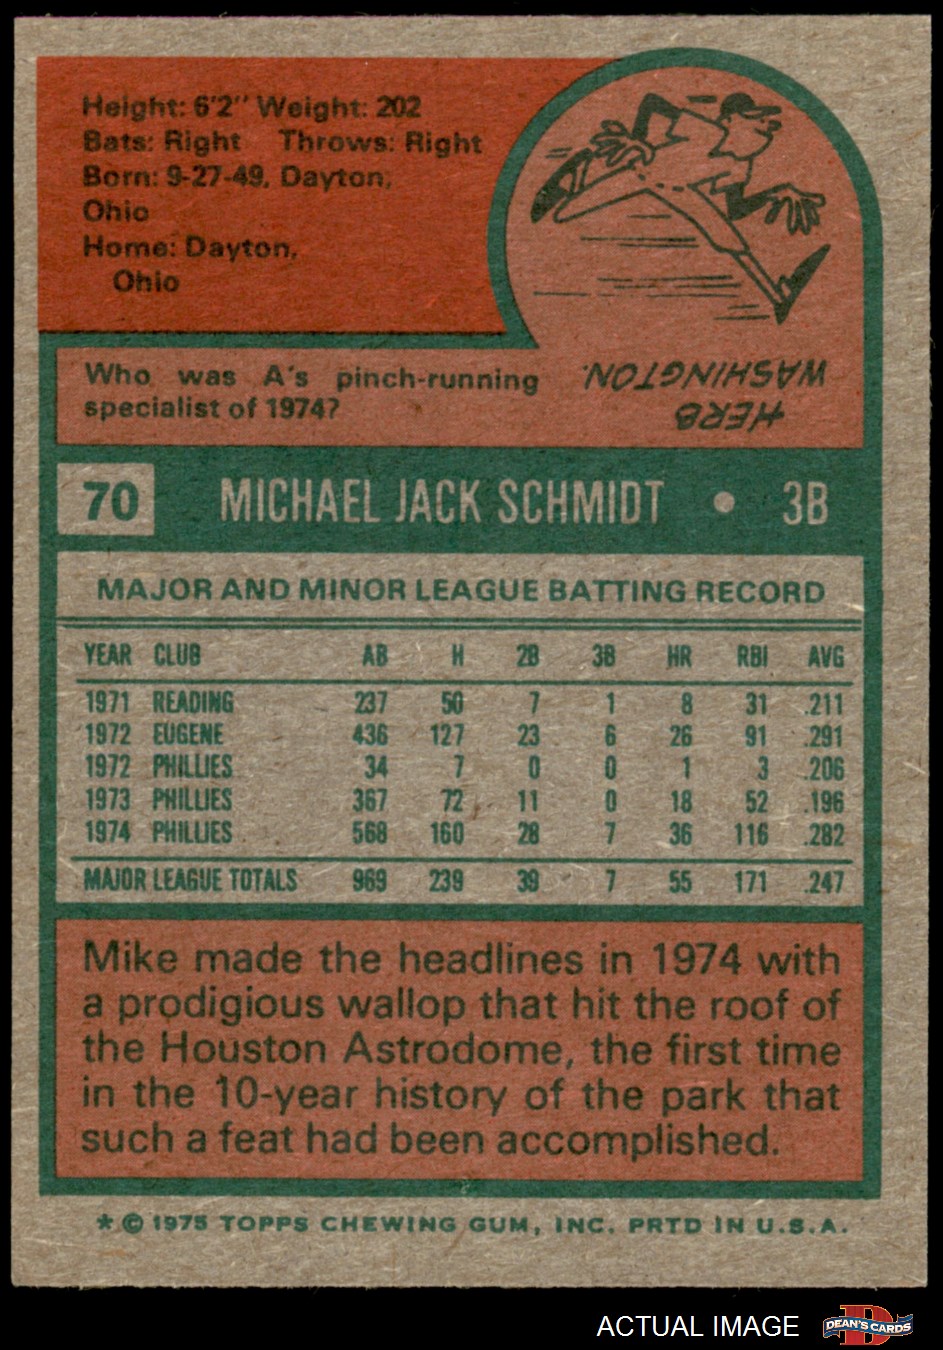 Height: 6'2" Weight: 202
Bats: Right Throws: Right
Born: 9-27-49, Dayton,
Ohio
Home: Dayton,
Ohio
Who was A's pinch-running
specialist of 1974?
HERB
WASHINGTON.
70 MICHAEL JACK SCHMIDT • 3B
MAJOR AND MINOR LEAGUE BATTING RECORD
YEAR CLUB AB H 2B 3B HR RBI AVG
1971 READING 237 50 7 1 8 31 .211
1972 EUGENE 436 127 23 6 26 91 .291
1972 PHILLIES 34 7 0 0 1 3 .206
1973 PHILLIES 367 72 11 0 18 52 .196
1974 PHILLIES 568 160 28 7 36 116 .282
MAJOR LEAGUE TOTALS 969 239 39 7 55 171 .247
Mike made the headlines in 1974 with
a prodigious wallop that hit the roof of
the Houston Astrodome, the first time
in the 10-year history of the park that
such a feat had been accomplished.
* © 1975 TOPPS CHEWING GUM, INC. PRTD IN U.S.A.
ACTUAL IMAGE
D
DEAN'S CARDS